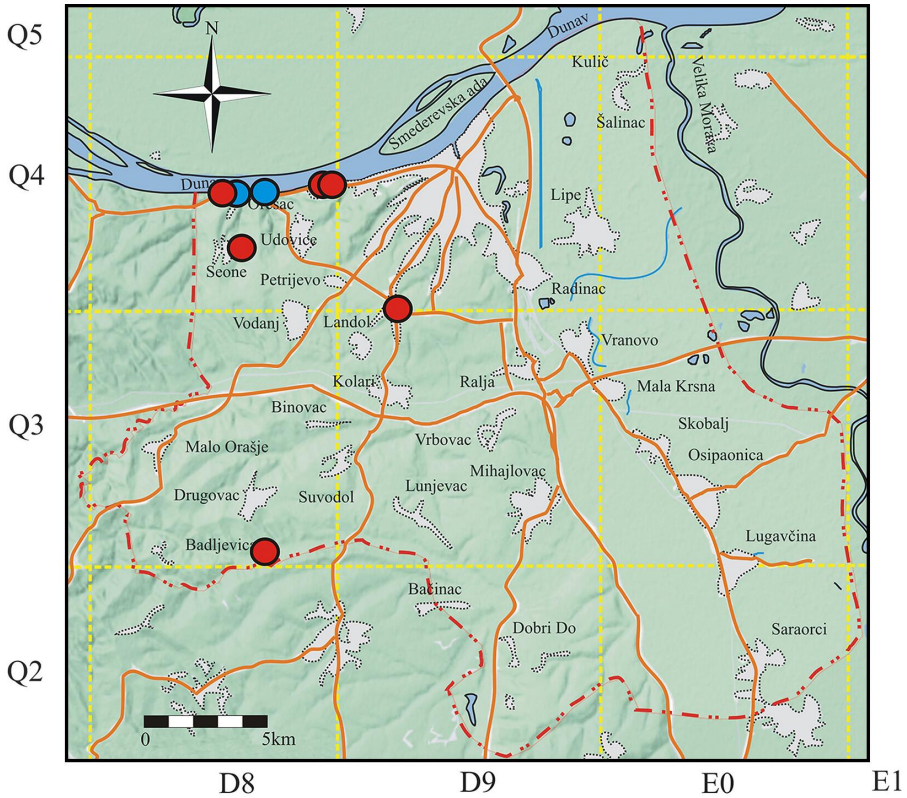 Q5
Dunav
N
Kulič
Velika Morava
Smederevska ada
Šalinac
Q4
Lipe
Udovice
Seone
Petrijevo
Radinac
Vodanj
Landol
Vranovo
Kolari
Ralja
Mala Krsna
Binovac
Q3
Skobalj
Vrbovac
Malo Orašje
Osipaonica
Mihajlovac
Drugovac
Suvodol
Lunjevac
Lugavčina
Bačinac
Dobri Do
Saraorci
Q2
0
5km
D8
D9
E0
E1